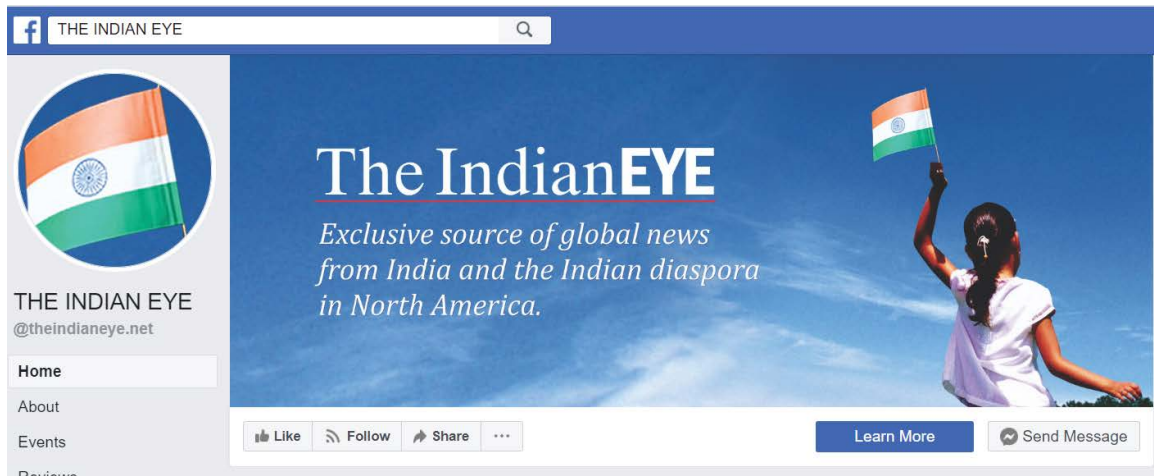 THE INDIAN EYE
The IndianEYE
Exclusive source of global news
from India and the Indian diaspora
in North America.
THE INDIAN EYE
@theindianeye.net
Home
About
Events
Reviews
Like Follow Share ...
Learn More Send Message